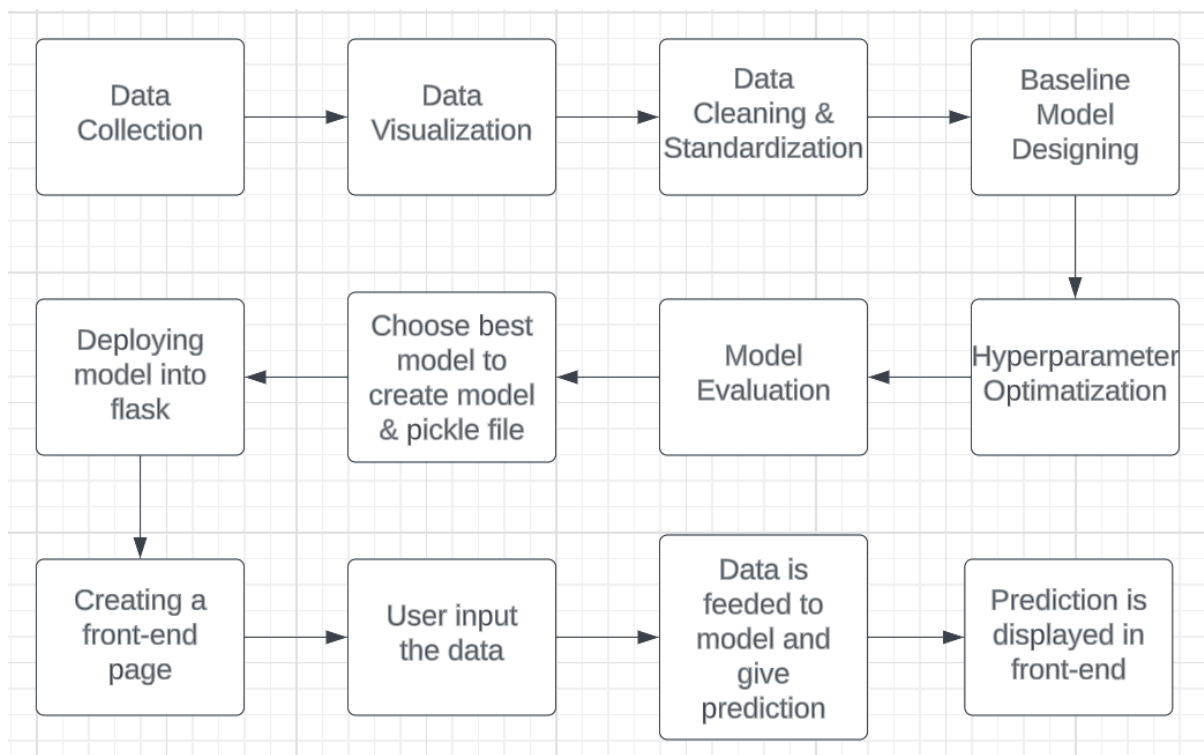 Data
Collection
Data
Visualization
Data
Cleaning &
Standardization
Baseline
Model
Designing
Hyperparameter
Optimatization
Model
Evaluation
Choose best
model to
create model
& pickle file
Deploying
model into
flask
Creating a
front-end
page
User input
the data
Data is
feeded to
model and
give
prediction
Prediction is
displayed in
front-end